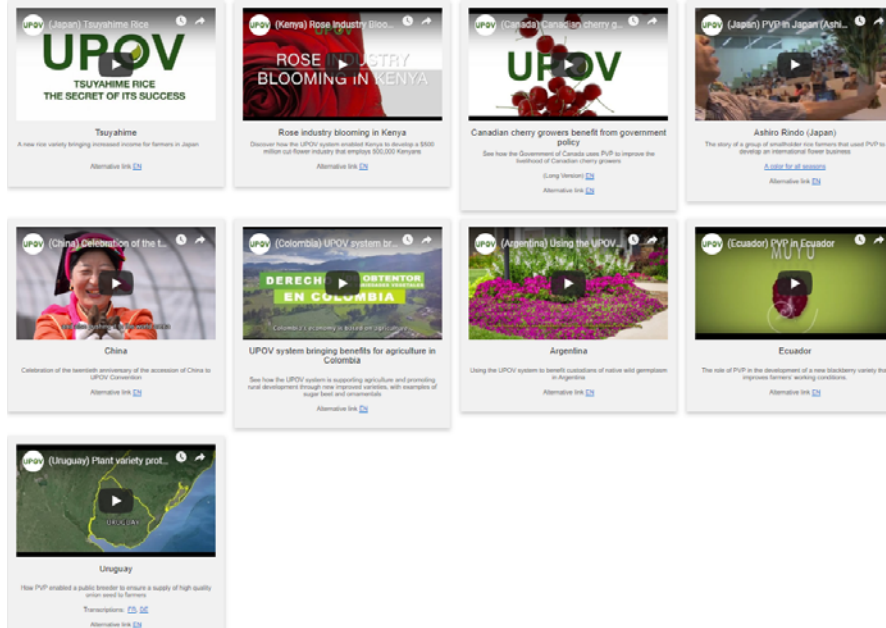 UPOV (Japan) Tsuyahime Rice
UPOV
TSUYAHIME RICE
THE SECRET OF ITS SUCCESS
Tsuyahime
A new rice variety bringing increased income for farmers in Japan
Alternative link EN
UPOV (Kenya) Rose Industry Bloo...
UPOV
ROSE INDUSTRY
BLOOMING IN KENYA
Rose industry blooming in Kenya
Discover how the UPOV system enabled Kenya to develop a $500
million cut-flower industry that employs 500,000 Kenyans
Alternative link EN
UPOV (Canada) Canadian cherry g...
UPOV
Canadian cherry growers benefit from government
policy
See how the Government of Canada uses PVP to improve the
livelihood of Canadian cherry growers
(Long Version) EN
Alternative link EN
UPOV (Japan) PVP in Japan (Ashi...
Ashiro Rindo (Japan)
The story of a group of smallholder rice farmers that used PVP to
develop an international flower business
A color for all seasons
Alternative link EN
UPOV (China) Celebration of the t...
China
Celebration of the twentieth anniversary of the accession of China to
UPOV Convention
Alternative link EN
UPOV (Colombia) UPOV system br...
DERECHO OBTENTOR
VARIEDADES VEGETALES
EN COLOMBIA
Colombia's economy is based on agriculture
UPOV system bringing benefits for agriculture in
Colombia
See how the UPOV system is supporting agriculture and promoting
rural development through new improved varieties, with examples of
sugar beet and ornamentals
Alternative link EN
UPOV (Argentina) Using the UPOV...
Argentina
Using the UPOV system to benefit custodians of native wild germplasm
in Argentina
Alternative link EN
UPOV (Ecuador) PVP in Ecuador
MUYU
Ecuador
The role of PVP in the development of a new blackberry variety tha
improves farmers' working conditions.
Alternative link EN
UPOV (Uruguay) Plant variety prot...
URUGUAY
Uruguay
How PVP enabled a public breeder to ensure a supply of high quality
onion seed to farmers
Transcriptions: FR, DE
Alternative link EN